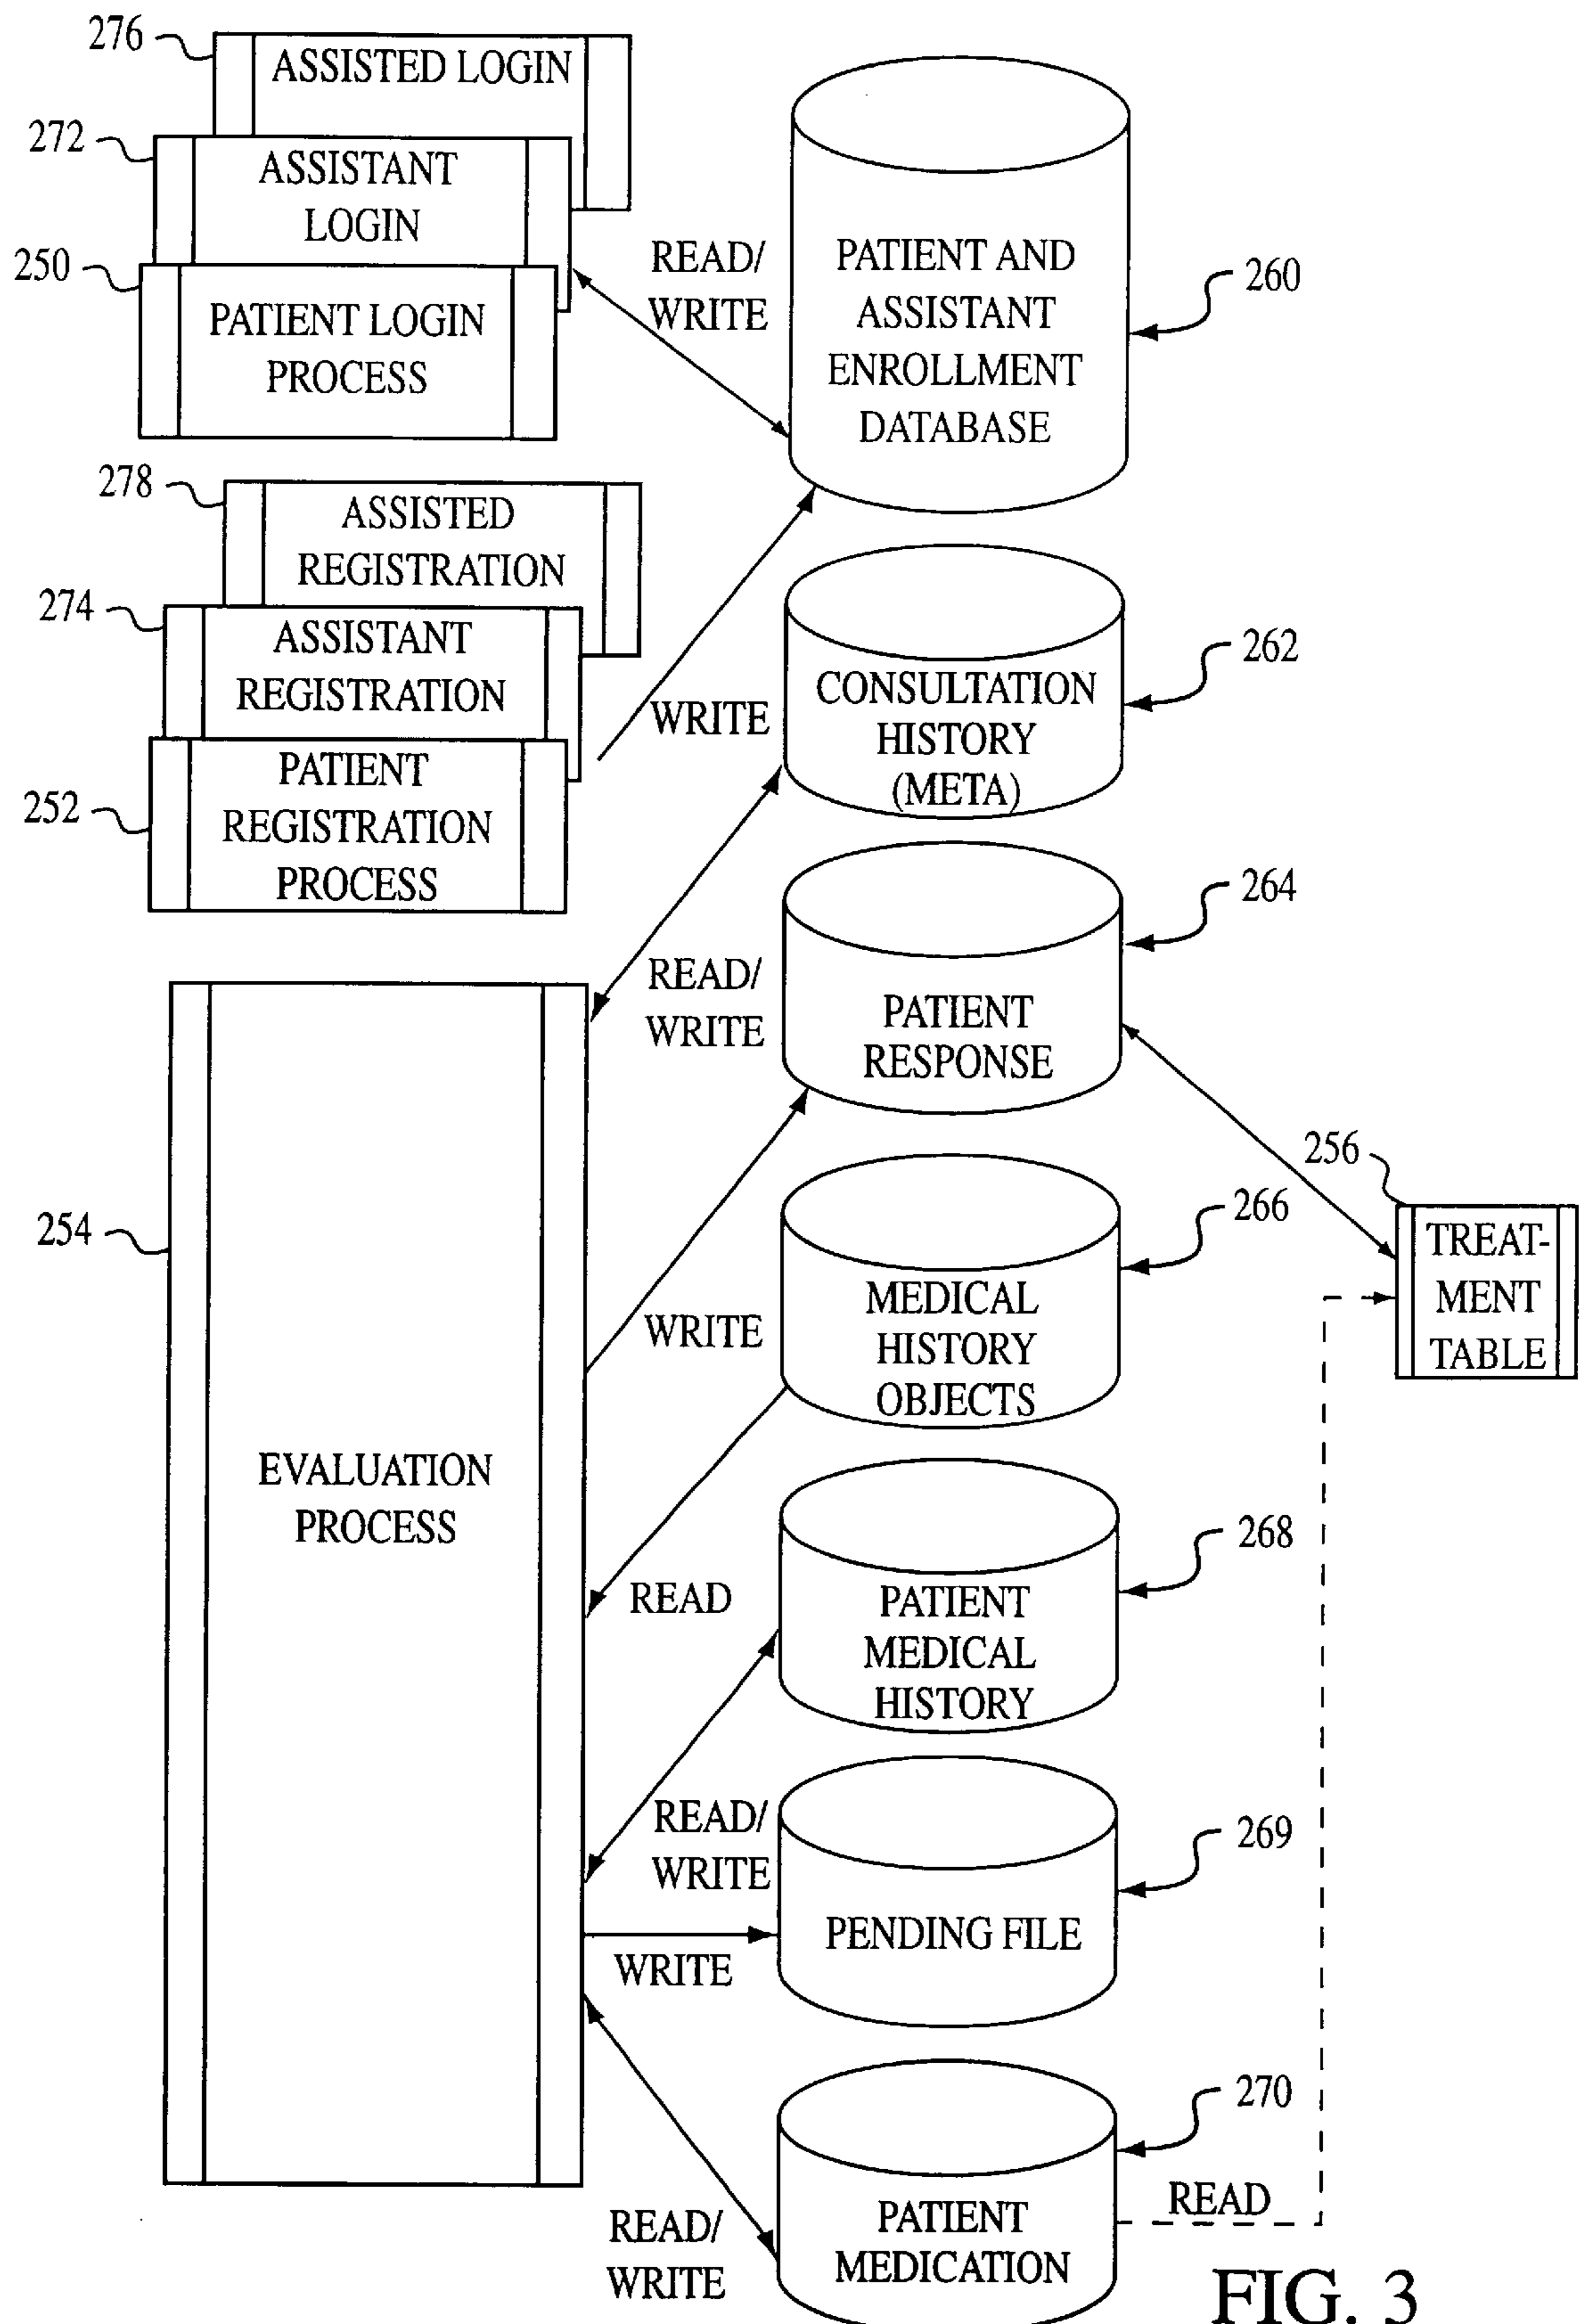 276
ASSISTED LOGIN
272
ASSISTANT
LOGIN
250
PATIENT LOGIN
PROCESS
READ/
WRITE
PATIENT AND
ASSISTANT
ENROLLMENT
DATABASE
260
278
ASSISTED
REGISTRATION
274
ASSISTANT
REGISTRATION
252
PATIENT
REGISTRATION
PROCESS
WRITE
CONSULTATION
HISTORY
(META)
262
READ/
WRITE
PATIENT
RESPONSE
264
254
EVALUATION
PROCESS
WRITE
MEDICAL
HISTORY
OBJECTS
266
256
TREAT-
MENT
TABLE
READ
PATIENT
MEDICAL
HISTORY
268
READ/
WRITE
PENDING FILE
269
WRITE
PATIENT
MEDICATION
270
READ
READ/
WRITE
FIG. 3